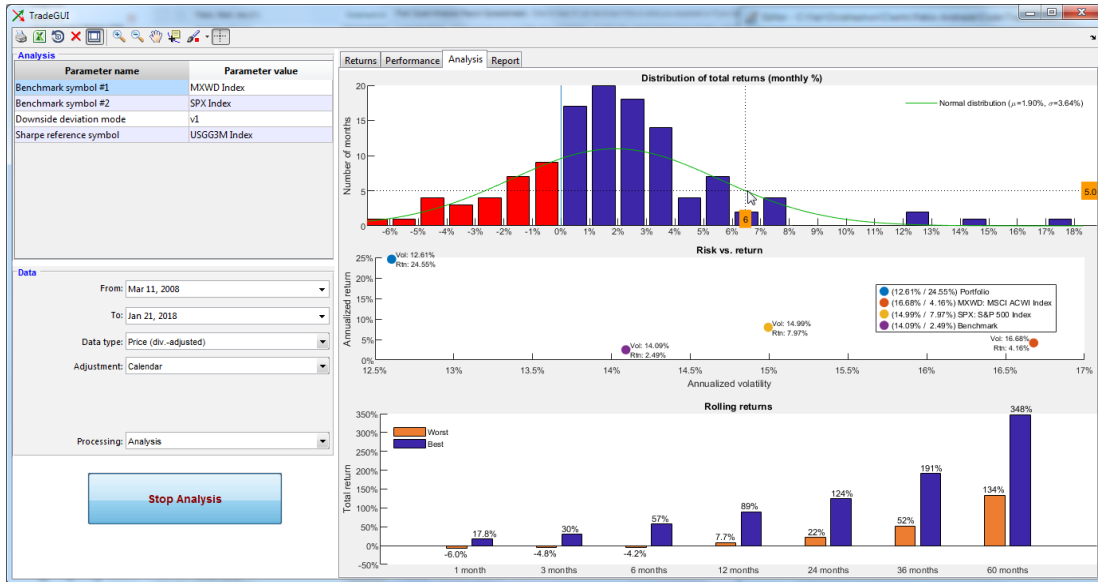 TradeGUI
Analysis
Parameter name Parameter value
Benchmark symbol #1 MXWD Index
Benchmark symbol #2 SPX Index
Downside deviation mode v1
Sharpe reference symbol USGG3M Index
Data
From: Mar 11, 2008
To: Jan 21, 2018
Data type: Price (div.-adjusted)
Adjustment: Calendar
Processing: Analysis
Stop Analysis
Returns Performance Analysis Report
Distribution of total returns (monthly %)
Number of months
20
15
10
5
0
Normal distribution (μ=1.90%, σ=3.64%)
5.0
6
-6% -5% -4% -3% -2% -1% 0% 1% 2% 3% 4% 5% 6% 7% 8% 9% 10% 11% 12% 13% 14% 15% 16% 17% 18%
Risk vs. return
Annualized return
25%
20%
15%
10%
5%
0%
Vol: 12.61%
Rtn: 24.55%
Vol: 14.09%
Rtn: 2.49%
Vol: 14.99%
Rtn: 7.97%
Vol: 16.68%
Rtn: 4.16%
(12.61% / 24.55%) Portfolio
(16.68% / 4.16%) MXWD: MSCI ACWI Index
(14.99% / 7.97%) SPX: S&P 500 Index
(14.09% / 2.49%) Benchmark
12.5% 13% 13.5% 14% 14.5% 15% 15.5% 16% 16.5% 17%
Annualized volatility
Rolling returns
Total return
350%
300%
250%
200%
150%
100%
50%
0%
-50%
Worst
Best
-6.0% 17.8%
-4.8% 30%
-4.2% 57%
7.7% 89%
22% 124%
52% 191%
134% 348%
1 month 3 months 6 months 12 months 24 months 36 months 60 months